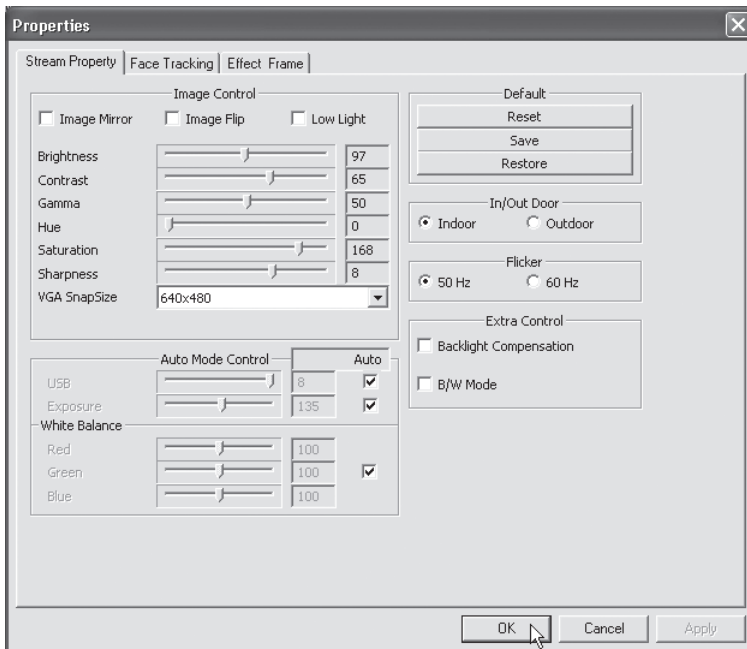 Properties
Stream Property Face Tracking Effect Frame
Image Control
Image Mirror Image Flip Low Light
Brightness 97
Contrast 65
Gamma 50
Hue 0
Saturation 168
Sharpness 8
VGA SnapSize 640x480
Auto Mode Control Auto
USB 8
Exposure 135
White Balance
Red 100
Green 100
Blue 100
Default
Reset
Save
Restore
In/Out Door
Indoor Outdoor
Flicker
50 Hz 60 Hz
Extra Control
Backlight Compensation
B/W Mode
OK Cancel Apply